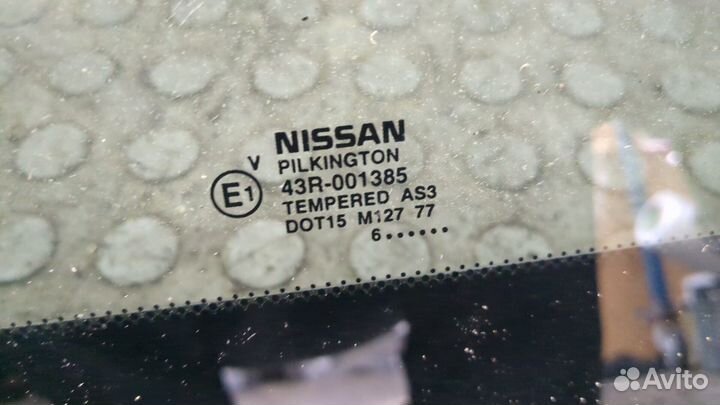 NISSAN
V PILKINGTON
E1 43R-001385
TEMPERED AS3
DOT15 M127 77
6......
Avito